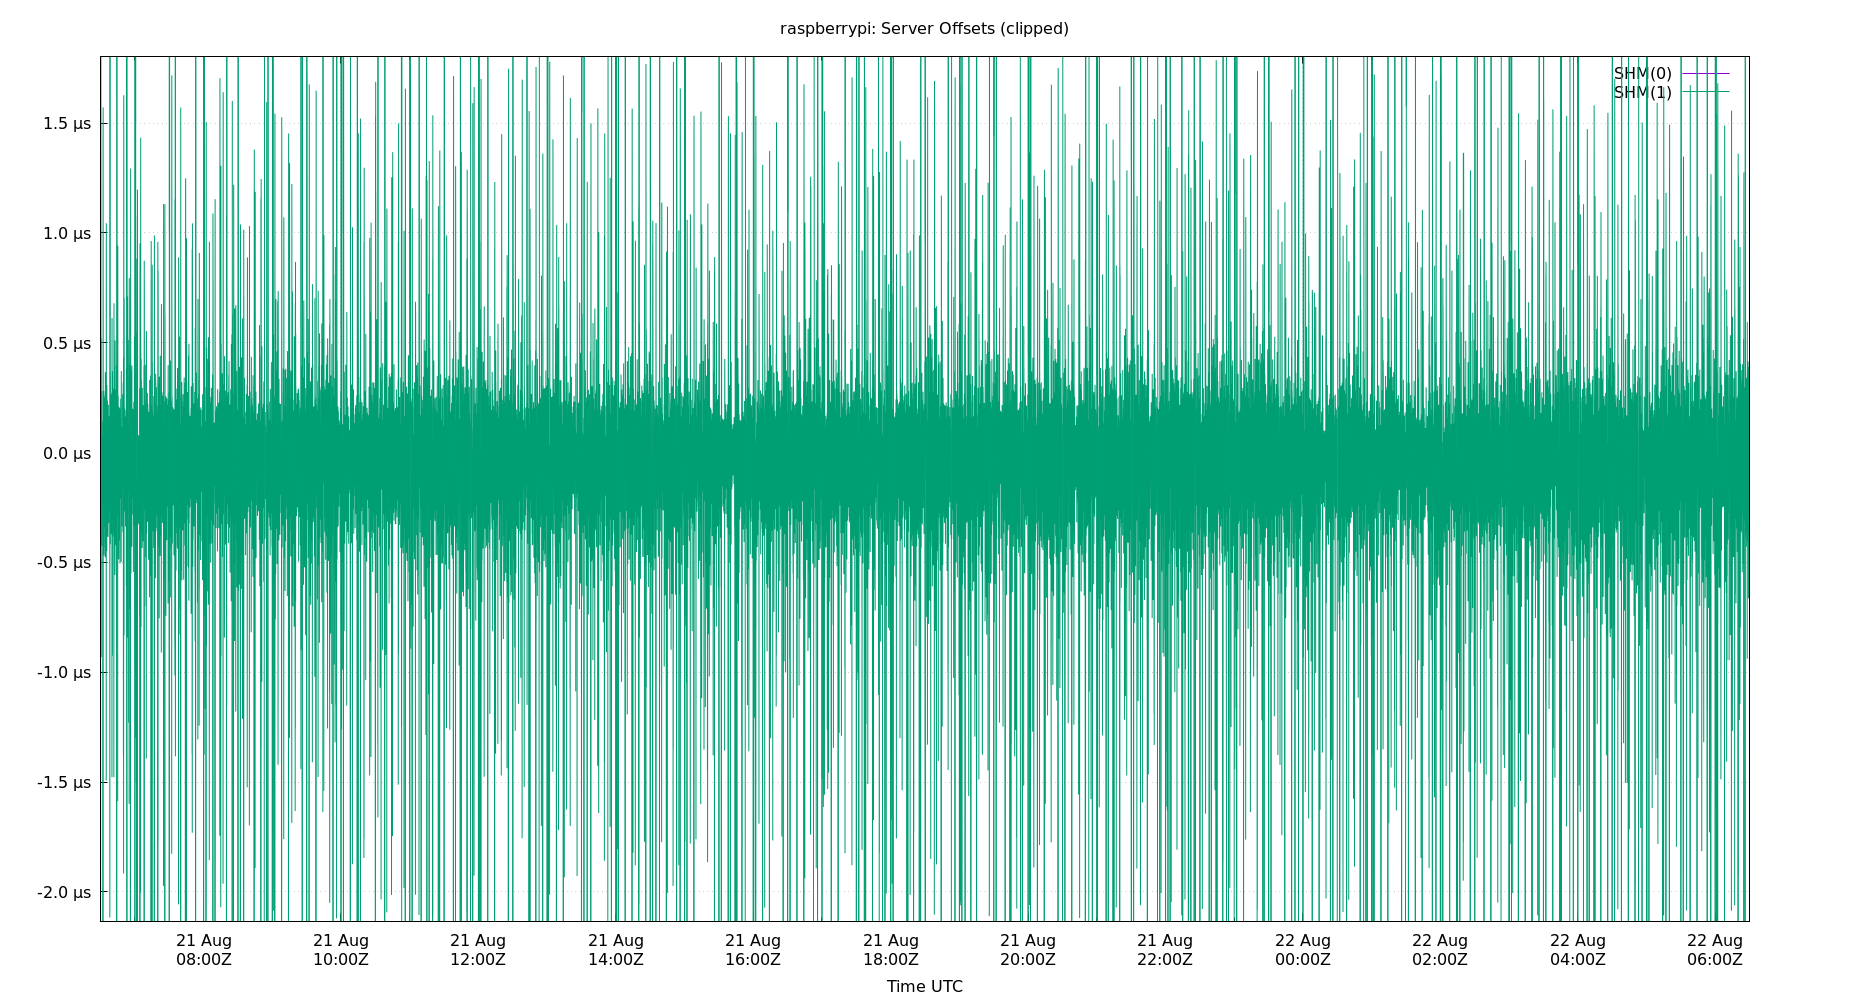 raspberrypi: Server Offsets (clipped)
SHM(0)
SHM(1)
1.5 µs
1.0 µs
0.5 µs
0.0 µs
-0.5 µs
-1.0 µs
-1.5 µs
-2.0 µs
21 Aug 21 Aug 21 Aug 21 Aug 21 Aug 21 Aug 21 Aug 21 Aug 22 Aug 22 Aug 22 Aug 22 Aug
08:00Z 10:00Z 12:00Z 14:00Z 16:00Z 18:00Z 20:00Z 22:00Z 00:00Z 02:00Z 04:00Z 06:00Z
Time UTC